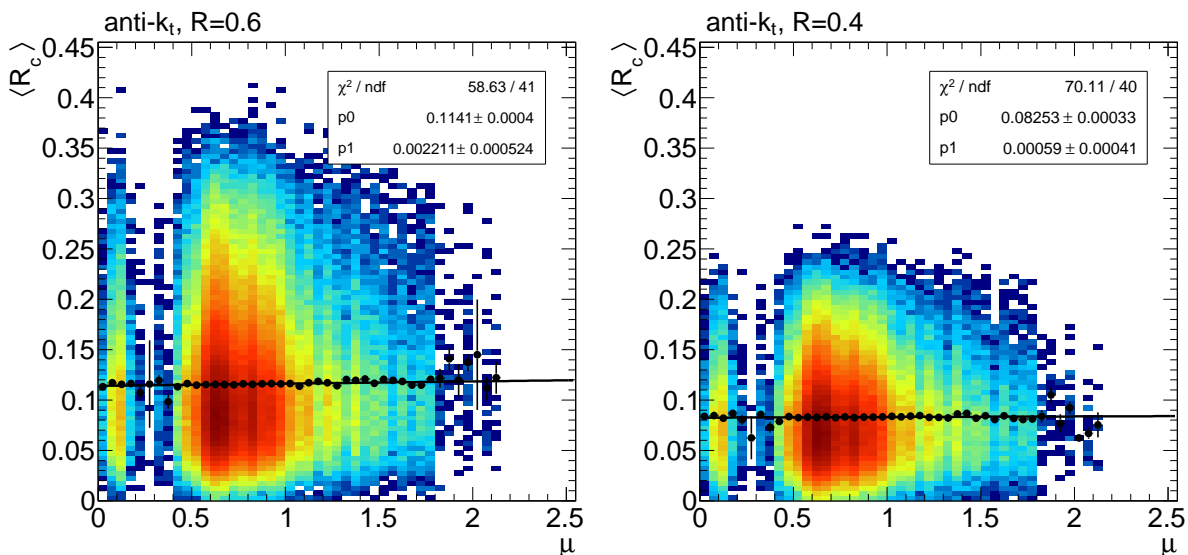 anti-kt, R=0.6
⟨R_c⟩
0.45
0.4
0.35
0.3
0.25
0.2
0.15
0.1
0.05
0
χ² / ndf 58.63 / 41
p0 0.1141± 0.0004
p1 0.002211± 0.000524
0 0.5 1 1.5 2 2.5
μ
anti-kt, R=0.4
⟨R_c⟩
0.45
0.4
0.35
0.3
0.25
0.2
0.15
0.1
0.05
0
χ² / ndf 70.11 / 40
p0 0.08253 ± 0.00033
p1 0.00059 ± 0.00041
0 0.5 1 1.5 2 2.5
μ